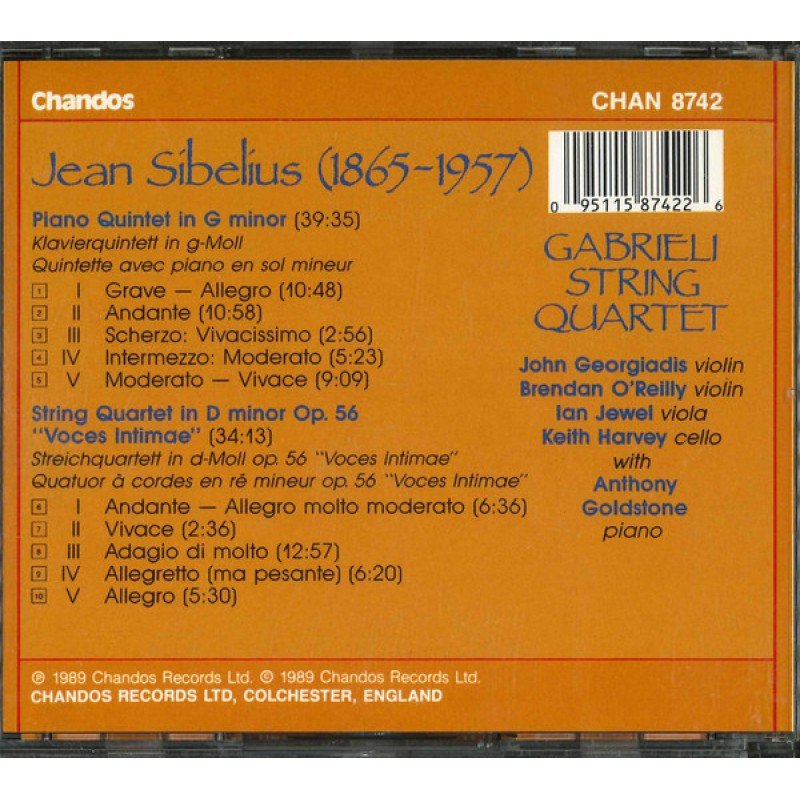 Chandos
CHAN 8742
Jean Sibelius (1865-1957)
0 95115 87422 6
Piano Quintet in G minor (39:35)
Klavierquintett in g-Moll
Quintette avec piano en sol mineur
1 I Grave — Allegro (10:48)
2 II Andante (10:58)
3 III Scherzo: Vivacissimo (2:56)
4 IV Intermezzo: Moderato (5:23)
5 V Moderato — Vivace (9:09)
String Quartet in D minor Op. 56
"Voces Intimae" (34:13)
Streichquartett in d-Moll op. 56 "Voces Intimae"
Quatuor à cordes en ré mineur op. 56 "Voces Intimae"
6 I Andante — Allegro molto moderato (6:36)
7 II Vivace (2:36)
8 III Adagio di molto (12:57)
9 IV Allegretto (ma pesante) (6:20)
10 V Allegro (5:30)
GABRIELI
STRING
QUARTET
John Georgiadis violin
Brendan O'Reilly violin
Ian Jewel viola
Keith Harvey cello
with
Anthony
Goldstone
piano
℗ 1989 Chandos Records Ltd. © 1989 Chandos Records Ltd.
CHANDOS RECORDS LTD, COLCHESTER, ENGLAND